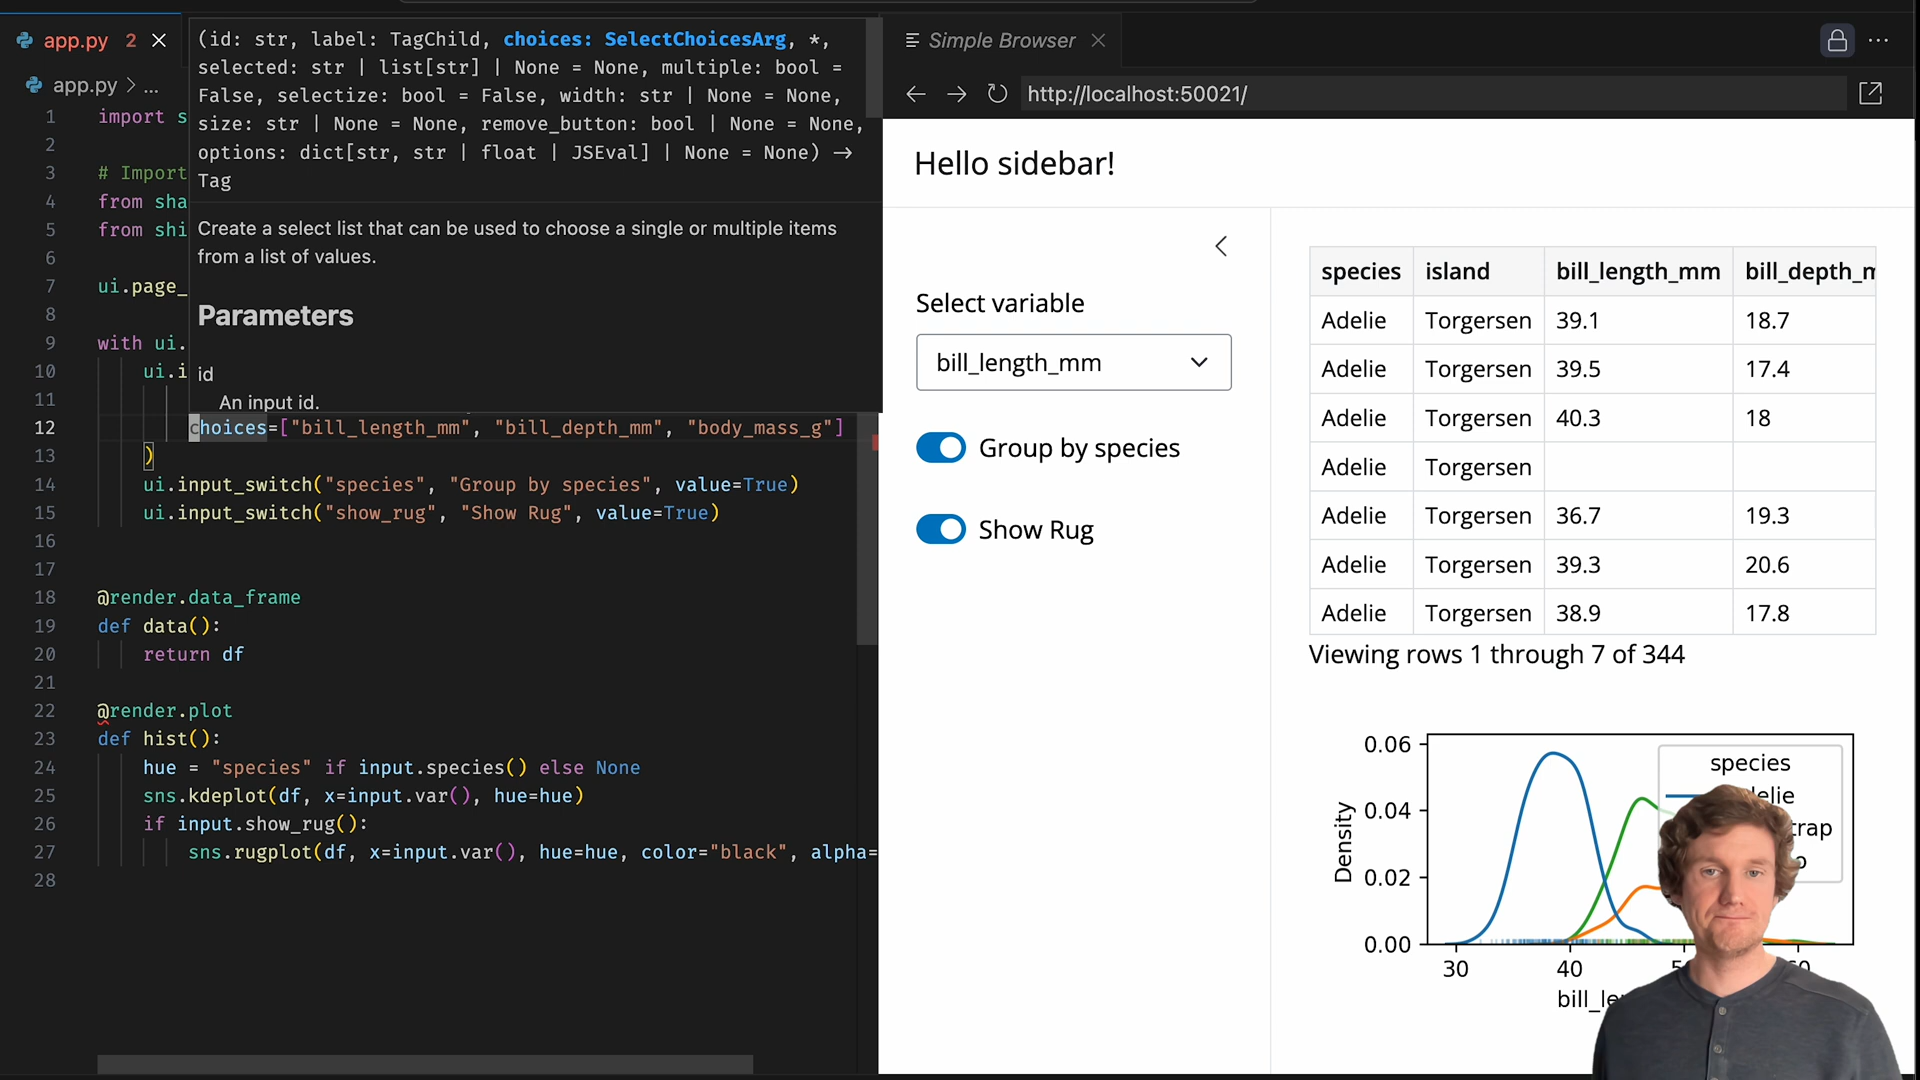 app.py 2
app.py > ...
(id: str, label: TagChild, choices: SelectChoicesArg, *,
selected: str | list[str] | None = None, multiple: bool =
False, selectize: bool = False, width: str | None = None,
size: str | None = None, remove_button: bool | None = None,
options: dict[str, str | float | JSEval] | None = None) →
Tag
Create a select list that can be used to choose a single or multiple items
from a list of values.
Parameters
id
An input id.
1 import s
2
3 # Import
4 from sha
5 from shi
6
7 ui.page_
8
9 with ui.
10 ui.i
11
12 choices=["bill_length_mm", "bill_depth_mm", "body_mass_g"]
13 )
14 ui.input_switch("species", "Group by species", value=True)
15 ui.input_switch("show_rug", "Show Rug", value=True)
16
17
18 @render.data_frame
19 def data():
20 return df
21
22 @render.plot
23 def hist():
24 hue = "species" if input.species() else None
25 sns.kdeplot(df, x=input.var(), hue=hue)
26 if input.show_rug():
27 sns.rugplot(df, x=input.var(), hue=hue, color="black", alpha=
28
Simple Browser
http://localhost:50021/
Hello sidebar!
Select variable
bill_length_mm
Group by species
Show Rug
species island bill_length_mm bill_depth_m
Adelie Torgersen 39.1 18.7
Adelie Torgersen 39.5 17.4
Adelie Torgersen 40.3 18
Adelie Torgersen
Adelie Torgersen 36.7 19.3
Adelie Torgersen 39.3 20.6
Adelie Torgersen 38.9 17.8
Viewing rows 1 through 7 of 344
species
delie
trap
o
Density
0.06
0.04
0.02
0.00
30 40 5 0
bill_le